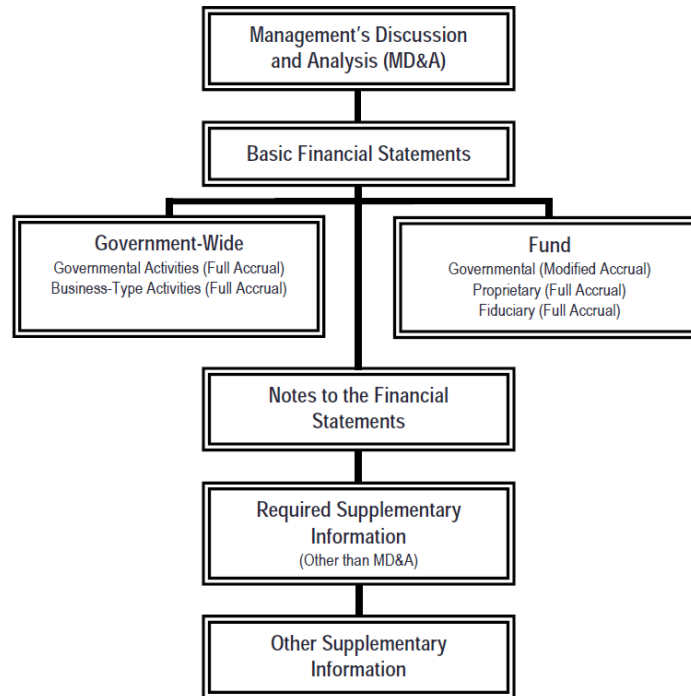 Management's Discussion
and Analysis (MD&A)
Basic Financial Statements
Government-Wide
Governmental Activities (Full Accrual)
Business-Type Activities (Full Accrual)
Fund
Governmental (Modified Accrual)
Proprietary (Full Accrual)
Fiduciary (Full Accrual)
Notes to the Financial
Statements
Required Supplementary
Information
(Other than MD&A)
Other Supplementary
Information